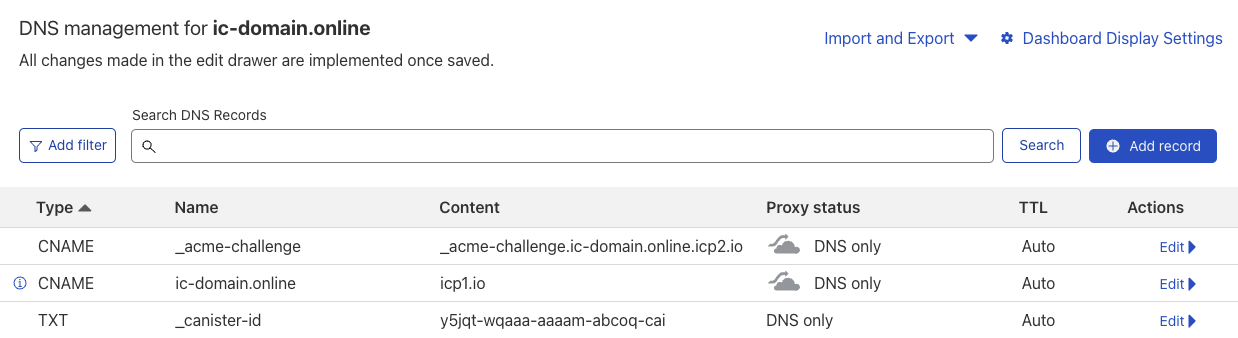 DNS management for ic-domain.online
Import and Export
Dashboard Display Settings
All changes made in the edit drawer are implemented once saved.
Search DNS Records
Add filter
Search
Add record
Type Name Content Proxy status TTL Actions
CNAME _acme-challenge _acme-challenge.ic-domain.online.icp2.io DNS only Auto Edit
CNAME ic-domain.online icp1.io DNS only Auto Edit
TXT _canister-id y5jqt-wqaaa-aaaam-abcoq-cai DNS only Auto Edit